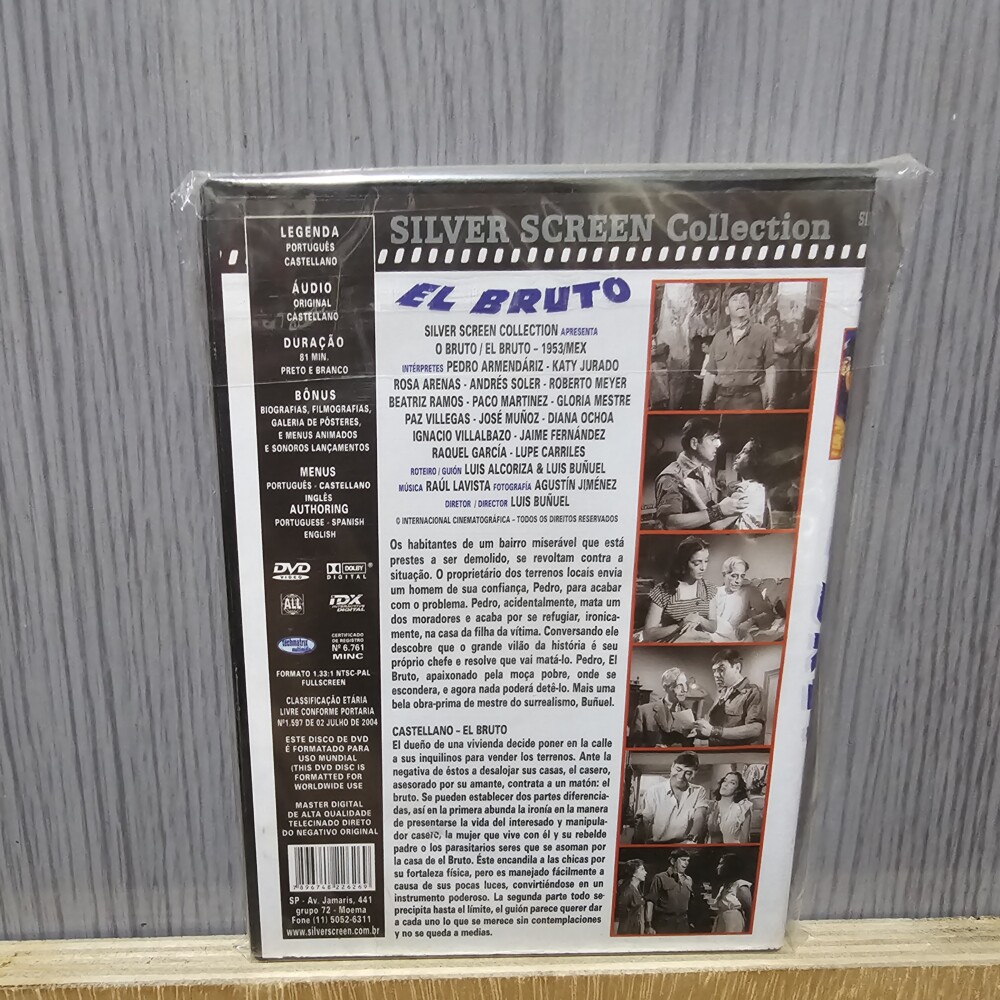 SILVER SCREEN Collection
LEGENDA
PORTUGUÊS
CASTELLANO
ÁUDIO
ORIGINAL
CASTELLANO
DURAÇÃO
81 MIN.
PRETO E BRANCO
BÔNUS
BIOGRAFIAS, FILMOGRAFIAS,
GALERIA DE PÔSTERES,
E MENUS ANIMADOS
E SONOROS LANÇAMENTOS
MENUS
PORTUGUÊS - CASTELLANO
INGLÊS
AUTHORING
PORTUGUESE - SPANISH
ENGLISH
DVD
VIDEO
DOLBY
DIGITAL
ALL
IDX
INTERACTIVE
DIGITAL
CERTIFICADO
DE REGISTRO
Nº 6.761
MINC
FORMATO 1.33:1 NTSC-PAL
FULLSCREEN
CLASSIFICAÇÃO ETÁRIA
LIVRE CONFORME PORTARIA
Nº1.597 DE 02 JULHO DE 2004
ESTE DISCO DE DVD
É FORMATADO PARA
USO MUNDIAL
(THIS DVD DISC IS
FORMATTED FOR
WORLDWIDE USE
MASTER DIGITAL
DE ALTA QUALIDADE
TELECINADO DIRETO
DO NEGATIVO ORIGINAL
7896748226269
SP - Av. Jamaris, 441
grupo 72 - Moema
Fone (11) 5052-6311
www.silverscreen.com.br
EL BRUTO
SILVER SCREEN COLLECTION APRESENTA
O BRUTO / EL BRUTO – 1953/MEX
INTÉRPRETES PEDRO ARMENDÁRIZ - KATY JURADO
ROSA ARENAS - ANDRÉS SOLER - ROBERTO MEYER
BEATRIZ RAMOS - PACO MARTINEZ - GLORIA MESTRE
PAZ VILLEGAS - JOSÉ MUÑOZ - DIANA OCHOA
IGNACIO VILLALBAZO - JAIME FERNÁNDEZ
RAQUEL GARCÍA - LUPE CARRILES
ROTEIRO / GUIÓN LUIS ALCORIZA & LUIS BUÑUEL
MÚSICA RAÚL LAVISTA FOTOGRAFÍA AGUSTÍN JIMÉNEZ
DIRETOR / DIRECTOR LUIS BUÑUEL
O INTERNACIONAL CINEMATOGRÁFICA – TODOS OS DIREITOS RESERVADOS
Os habitantes de um bairro miserável que está
prestes a ser demolido, se revoltam contra a
situação. O proprietário dos terrenos locais envia
um homem de sua confiança, Pedro, para acabar
com o problema. Pedro, acidentalmente, mata um
dos moradores e acaba por se refugiar, ironica-
mente, na casa da filha da vítima. Conversando ele
descobre que o grande vilão da história é seu
próprio chefe e resolve que vai matá-lo. Pedro, El
Bruto, apaixonado pela moça pobre, onde se
escondera, e agora nada poderá detê-lo. Mais uma
bela obra-prima de mestre do surrealismo, Buñuel.
CASTELLANO – EL BRUTO
El dueño de una vivienda decide poner en la calle
a sus inquilinos para vender los terrenos. Ante la
negativa de éstos a desalojar sus casas, el casero,
asesorado por su amante, contrata a un matón: el
bruto. Se pueden establecer dos partes diferencia-
das, así en la primera abunda la ironía en la manera
de presentarse la vida del interesado y manipula-
dor casero, la mujer que vive con él y su rebelde
padre o los parasitarios seres que se asoman por
la casa de el Bruto. Éste encandila a las chicas por
su fortaleza física, pero es manejado fácilmente a
causa de sus pocas luces, convirtiéndose en un
instrumento poderoso. La segunda parte todo se
precipita hasta el límite, el guión parece querer dar
a cada uno lo que se merece sin contemplaciones
y no se queda a medias.